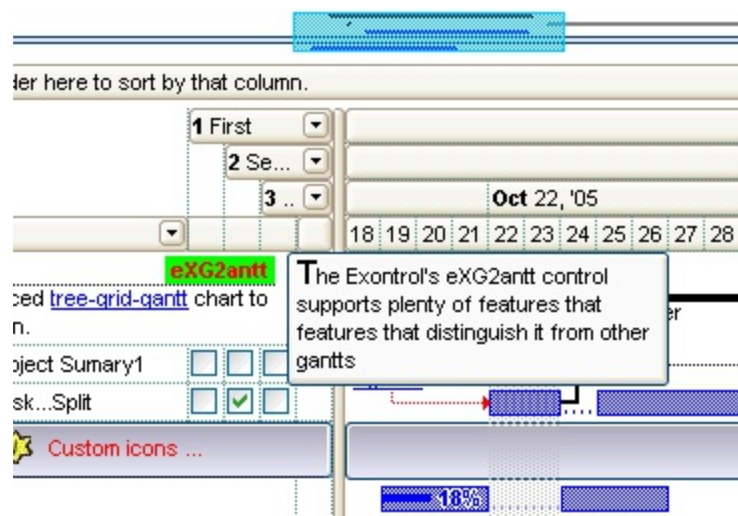 der here to sort by that column.
1 First
2 Se...
3 ..
Oct 22, '05
18 19 20 21 22 23 24 25 26 27 28
eXG2antt
ced tree-grid-gantt chart to
n.
The Exontrol's eXG2antt control
supports plenty of features that
features that distinguish it from other
gantts
er
oject Sumary1
sk...Split
Custom icons ...
18%